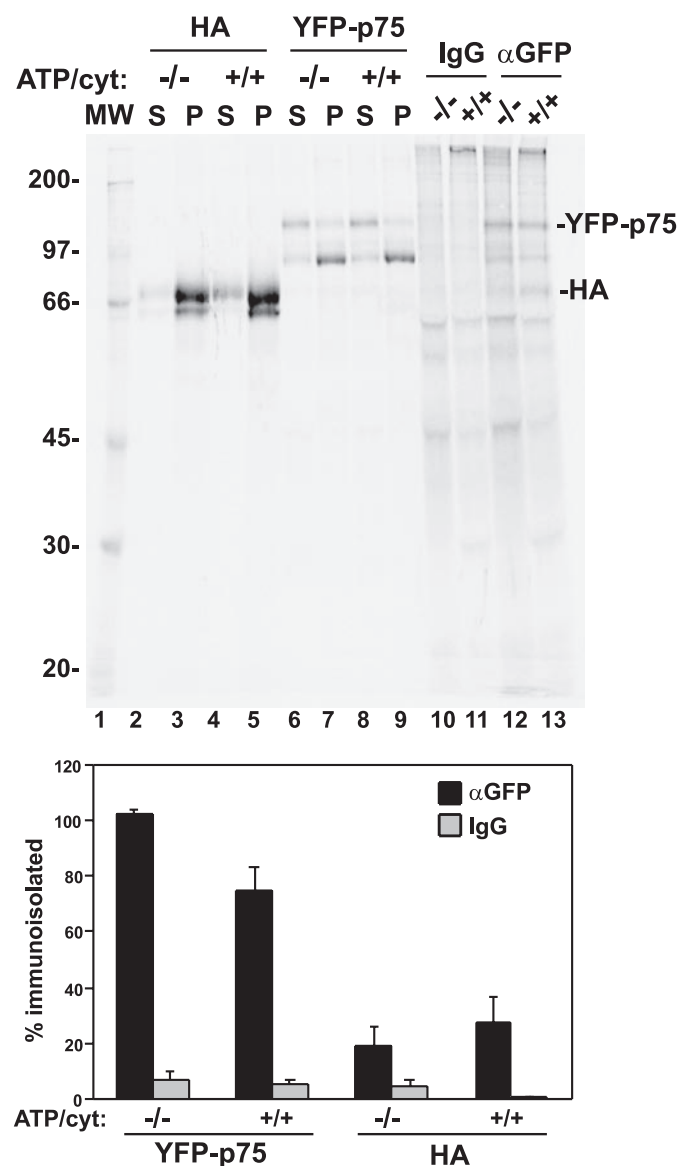 HA YFP-p75
IgG αGFP
ATP/cyt: -/- +/+ -/- +/+ -/- +/+ -/- +/+
MW S P S P S P S P
200-
-YFP-p75
97-
-HA
66-
45-
30-
20-
1 2 3 4 5 6 7 8 9 10 11 12 13
120
100
80
60
40
20
0
% immunoisolated
αGFP
IgG
ATP/cyt: -/- +/+ -/- +/+
YFP-p75 HA